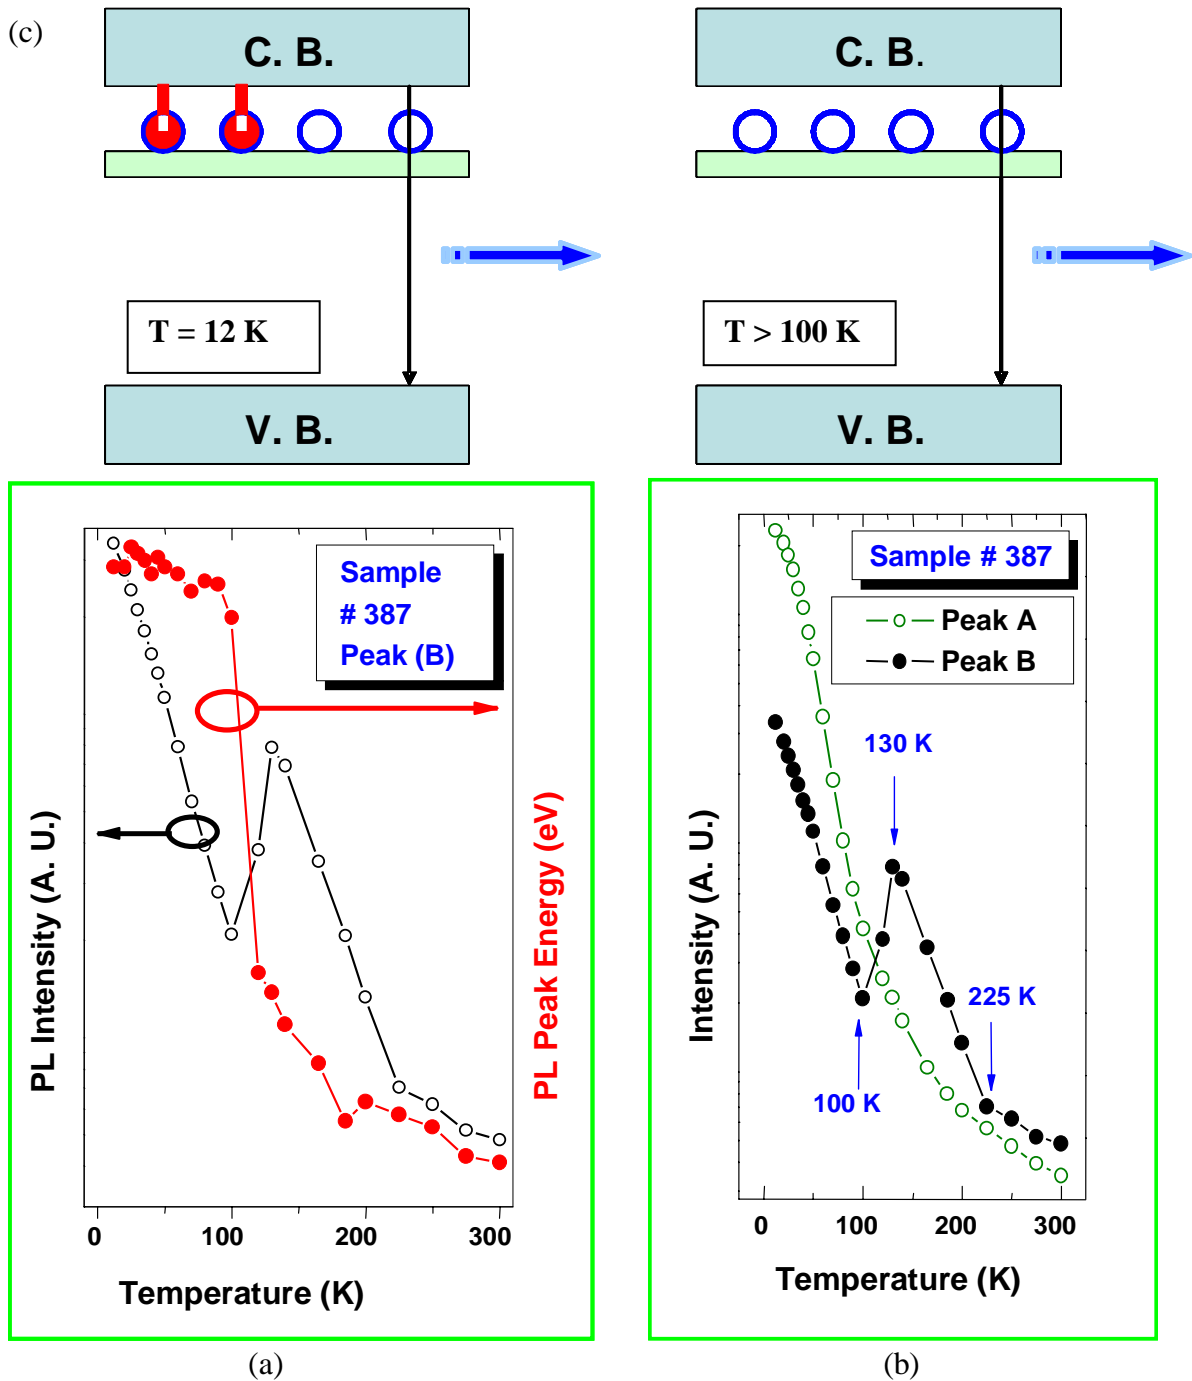 (c)
C. B.
C. B.
T = 12 K
T > 100 K
V. B.
V. B.
Sample
# 387
Peak (B)
PL Intensity (A. U.)
PL Peak Energy (eV)
0
100
200
300
Temperature (K)
(a)
Sample # 387
Peak A
Peak B
130 K
225 K
100 K
Intensity (A. U.)
0
100
200
300
Temperature (K)
(b)